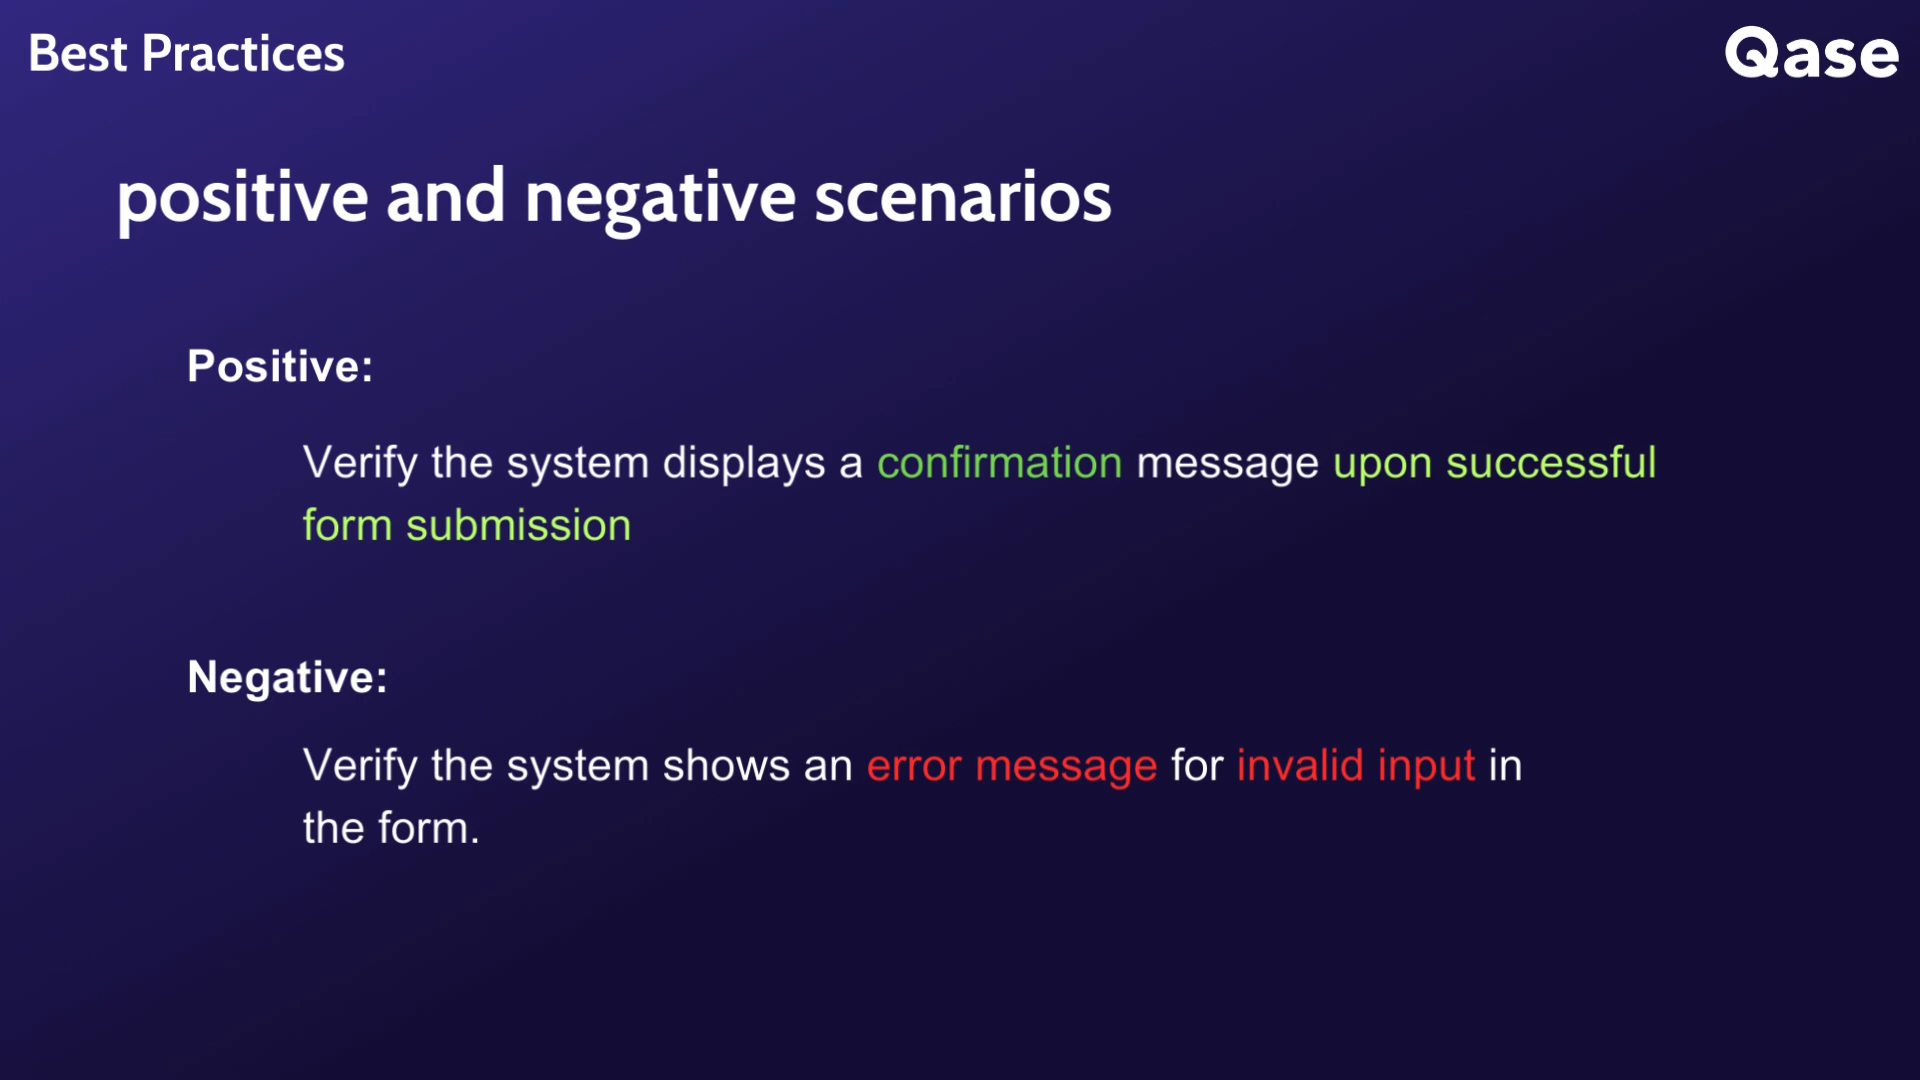 Best Practices
Qase
positive and negative scenarios
Positive:
Verify the system displays a confirmation message upon successful
form submission
Negative:
Verify the system shows an error message for invalid input in
the form.